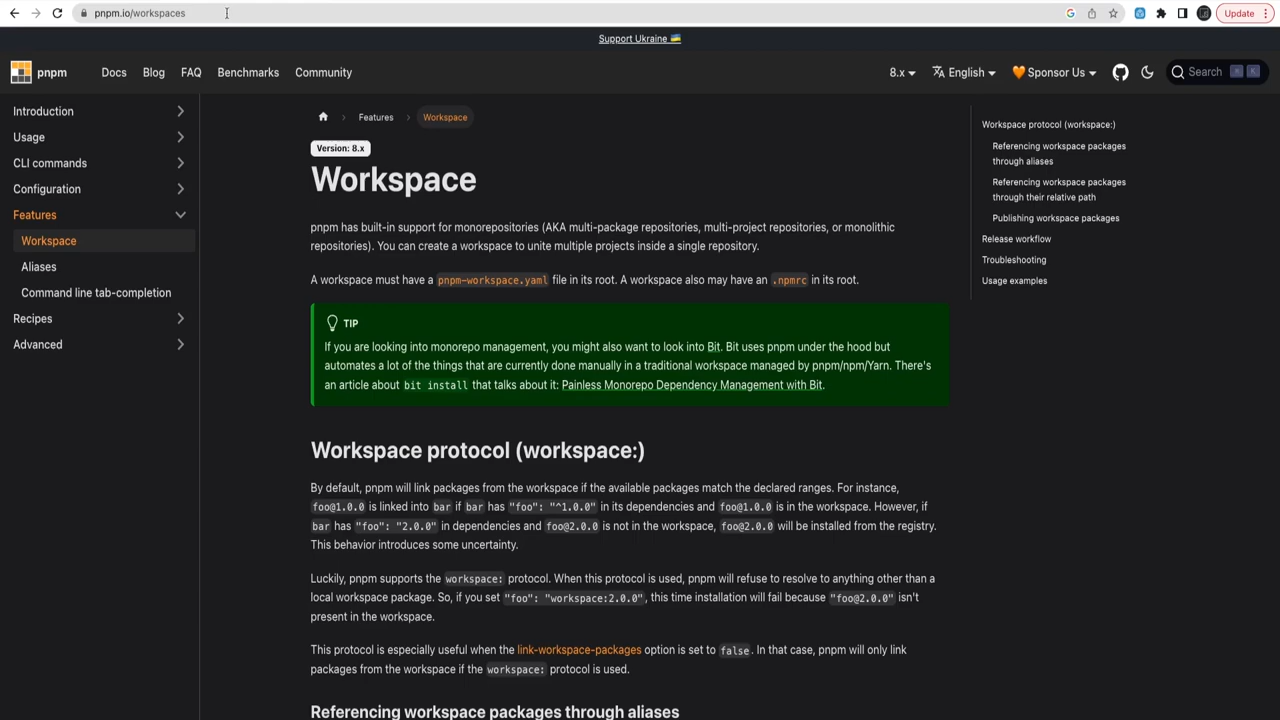 pnpm.io/workspaces
Update
Support Ukraine 🇺🇦
pnpm
Docs
Blog
FAQ
Benchmarks
Community
8.x
English
🧡 Sponsor Us
Search
Introduction
Usage
CLI commands
Configuration
Features
Workspace
Aliases
Command line tab-completion
Recipes
Advanced
Features
Workspace
Version: 8.x
Workspace
pnpm has built-in support for monorepositories (AKA multi-package repositories, multi-project repositories, or monolithic
repositories). You can create a workspace to unite multiple projects inside a single repository.
A workspace must have a pnpm-workspace.yaml file in its root. A workspace also may have an .npmrc in its root.
TIP
If you are looking into monorepo management, you might also want to look into Bit. Bit uses pnpm under the hood but
automates a lot of the things that are currently done manually in a traditional workspace managed by pnpm/npm/Yarn. There's
an article about bit install that talks about it: Painless Monorepo Dependency Management with Bit.
Workspace protocol (workspace:)
By default, pnpm will link packages from the workspace if the available packages match the declared ranges. For instance,
foo@1.0.0 is linked into bar if bar has "foo": "^1.0.0" in its dependencies and foo@1.0.0 is in the workspace. However, if
bar has "foo": "2.0.0" in dependencies and foo@2.0.0 is not in the workspace, foo@2.0.0 will be installed from the registry.
This behavior introduces some uncertainty.
Luckily, pnpm supports the workspace: protocol. When this protocol is used, pnpm will refuse to resolve to anything other than a
local workspace package. So, if you set "foo": "workspace:2.0.0", this time installation will fail because "foo@2.0.0" isn't
present in the workspace.
This protocol is especially useful when the link-workspace-packages option is set to false. In that case, pnpm will only link
packages from the workspace if the workspace: protocol is used.
Referencing workspace packages through aliases
Workspace protocol (workspace:)
Referencing workspace packages
through aliases
Referencing workspace packages
through their relative path
Publishing workspace packages
Release workflow
Troubleshooting
Usage examples